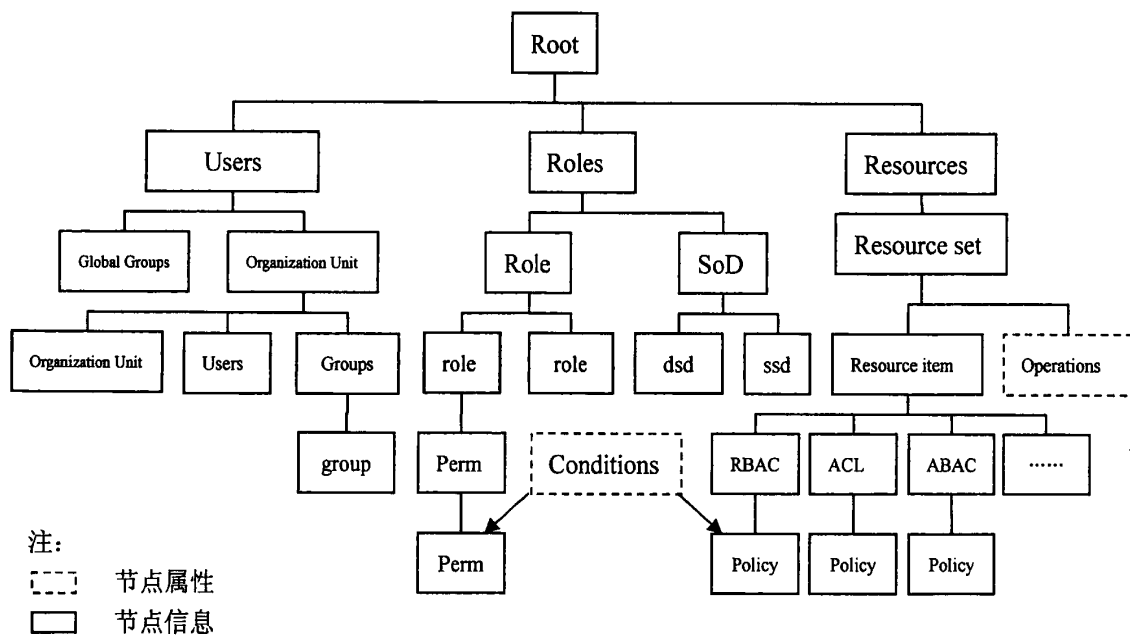 Root
Users
Roles
Resources
Global Groups
Organization Unit
Role
SoD
Resource set
Organization Unit
Users
Groups
role
role
dsd
ssd
Resource item
Operations
group
Perm
Conditions
RBAC
ACL
ABAC
……
Perm
Policy
Policy
Policy
注:
节点属性
节点信息